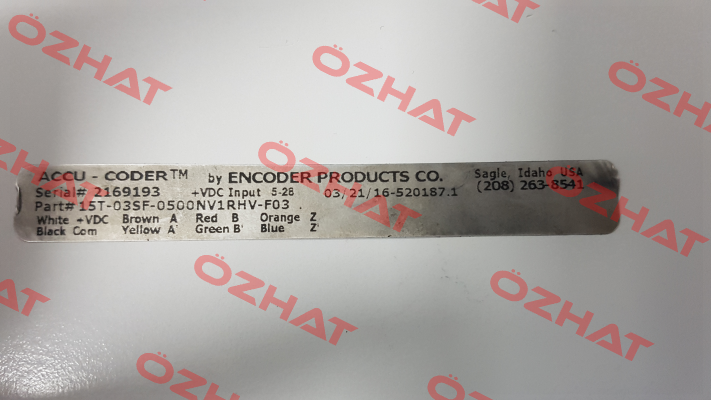 ACCU - CODER™ by ENCODER PRODUCTS CO. Sagle, Idaho USA
Serial# 2169193 +VDC Input 5-28 03/21/16-520187.1 (208) 263-8541
Part# 15T-03SF-0500NV1RHV-F03
White +VDC Brown A Red B Orange Z
Black Com Yellow A' Green B' Blue Z'
ÖZHAT
ÖZHAT
ÖZHAT
ÖZHAT
ÖZHAT
ÖZHAT
ÖZHAT